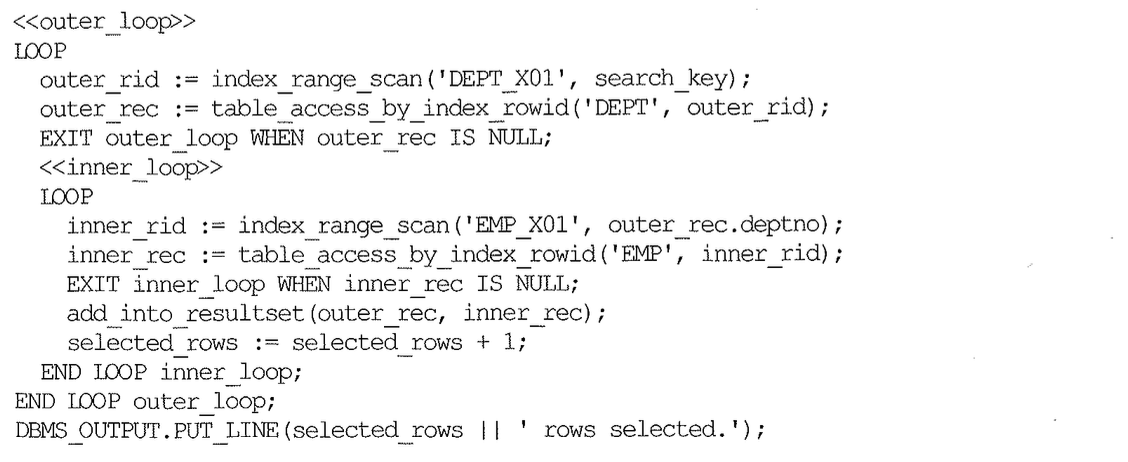 <<outer_loop>>
LOOP
  outer_rid := index_range_scan('DEPT_X01', search_key);
  outer_rec := table_access_by_index_rowid('DEPT', outer_rid);
  EXIT outer_loop WHEN outer_rec IS NULL;
  <<inner_loop>>
  LOOP
    inner_rid := index_range_scan('EMP_X01', outer_rec.deptno);
    inner_rec := table_access_by_index_rowid('EMP', inner_rid);
    EXIT inner_loop WHEN inner_rec IS NULL;
    add_into_resultset(outer_rec, inner_rec);
    selected_rows := selected_rows + 1;
  END LOOP inner_loop;
END LOOP outer_loop;
DBMS_OUTPUT.PUT_LINE(selected_rows || ' rows selected.');